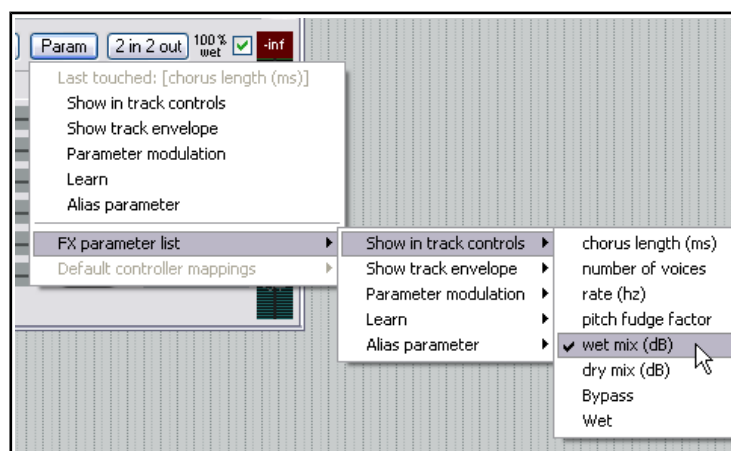 Param
2 in 2 out
100 %
wet
-inf
Last touched: [chorus length (ms)]
Show in track controls
Show track envelope
Parameter modulation
Learn
Alias parameter
FX parameter list
Default controller mappings
Show in track controls
Show track envelope
Parameter modulation
Learn
Alias parameter
chorus length (ms)
number of voices
rate (hz)
pitch fudge factor
wet mix (dB)
dry mix (dB)
Bypass
Wet